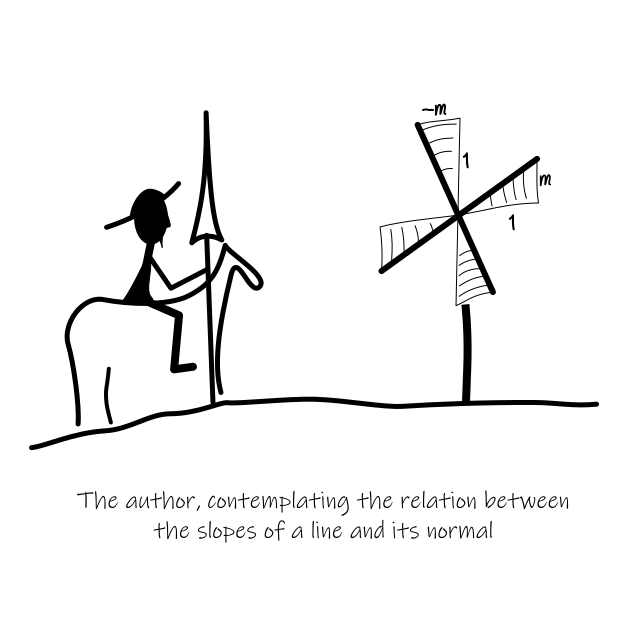 -m
1
m
1
The author, contemplating the relation between
the slopes of a line and its normal